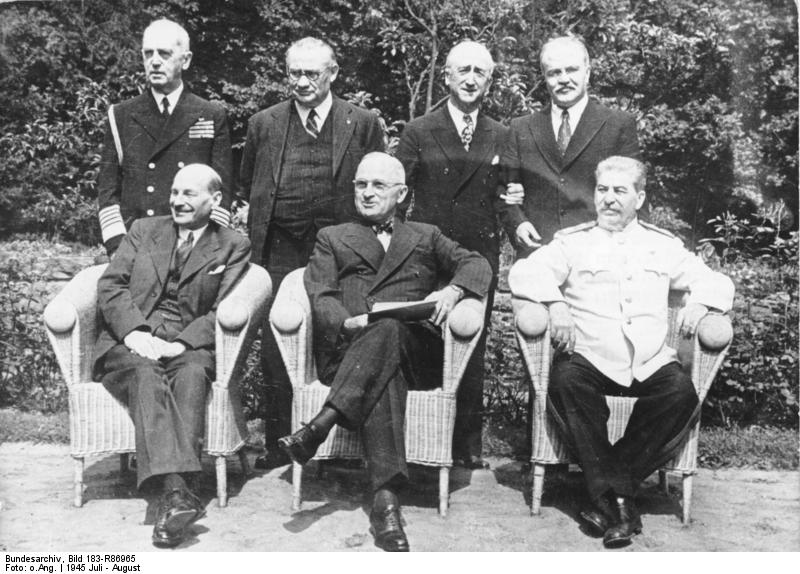 Bundesarchiv, Bild 183-R86965
Foto: o.Ang. | 1945 Juli - August